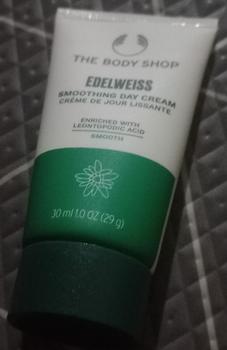 THE BODY SHOP
EDELWEISS
SMOOTHING DAY CREAM
CRÈME DE JOUR LISSANTE
ENRICHED WITH
LEONTOPODIC ACID
SMOOTH
30 ml 1.0 OZ (29 g)